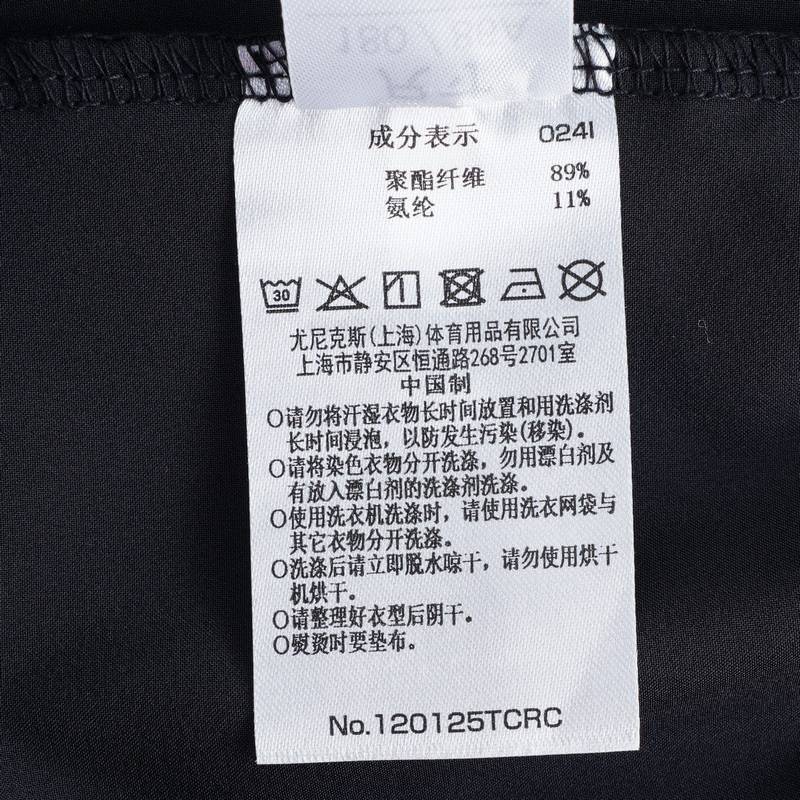 成分表示 024I
聚酯纤维 89%
氨纶 11%
30
尤尼克斯(上海)体育用品有限公司
上海市静安区恒通路268号2701室
中国制
○请勿将汗湿衣物长时间放置和用洗涤剂
长时间浸泡，以防发生污染(移染)。
○请将染色衣物分开洗涤，勿用漂白剂及
有放入漂白剂的洗涤剂洗涤。
○使用洗衣机洗涤时，请使用洗衣网袋与
其它衣物分开洗涤。
○洗涤后请立即脱水晾干，请勿使用烘干
机烘干。
○请整理好衣型后阴干。
○熨烫时要垫布。
No.120125TCRC